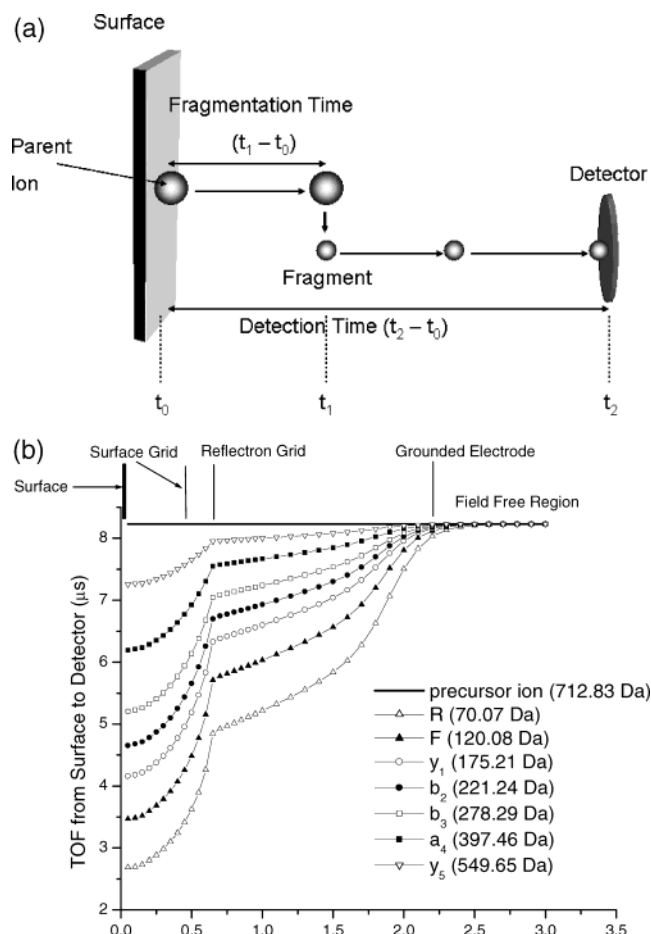 (a)
Surface
Fragmentation Time
(t₁ – t₀)
Parent
Ion
Detector
Fragment
Detection Time (t₂ – t₀)
t₀
t₁
t₂
(b)
Surface
Surface Grid
Reflectron Grid
Grounded Electrode
Field Free Region
TOF from Surface to Detector (μs)
8
7
6
5
4
3
2
precursor ion (712.83 Da)
R (70.07 Da)
F (120.08 Da)
y₁ (175.21 Da)
b₂ (221.24 Da)
b₃ (278.29 Da)
a₄ (397.46 Da)
y₅ (549.65 Da)
0.0 0.5 1.0 1.5 2.0 2.5 3.0 3.5